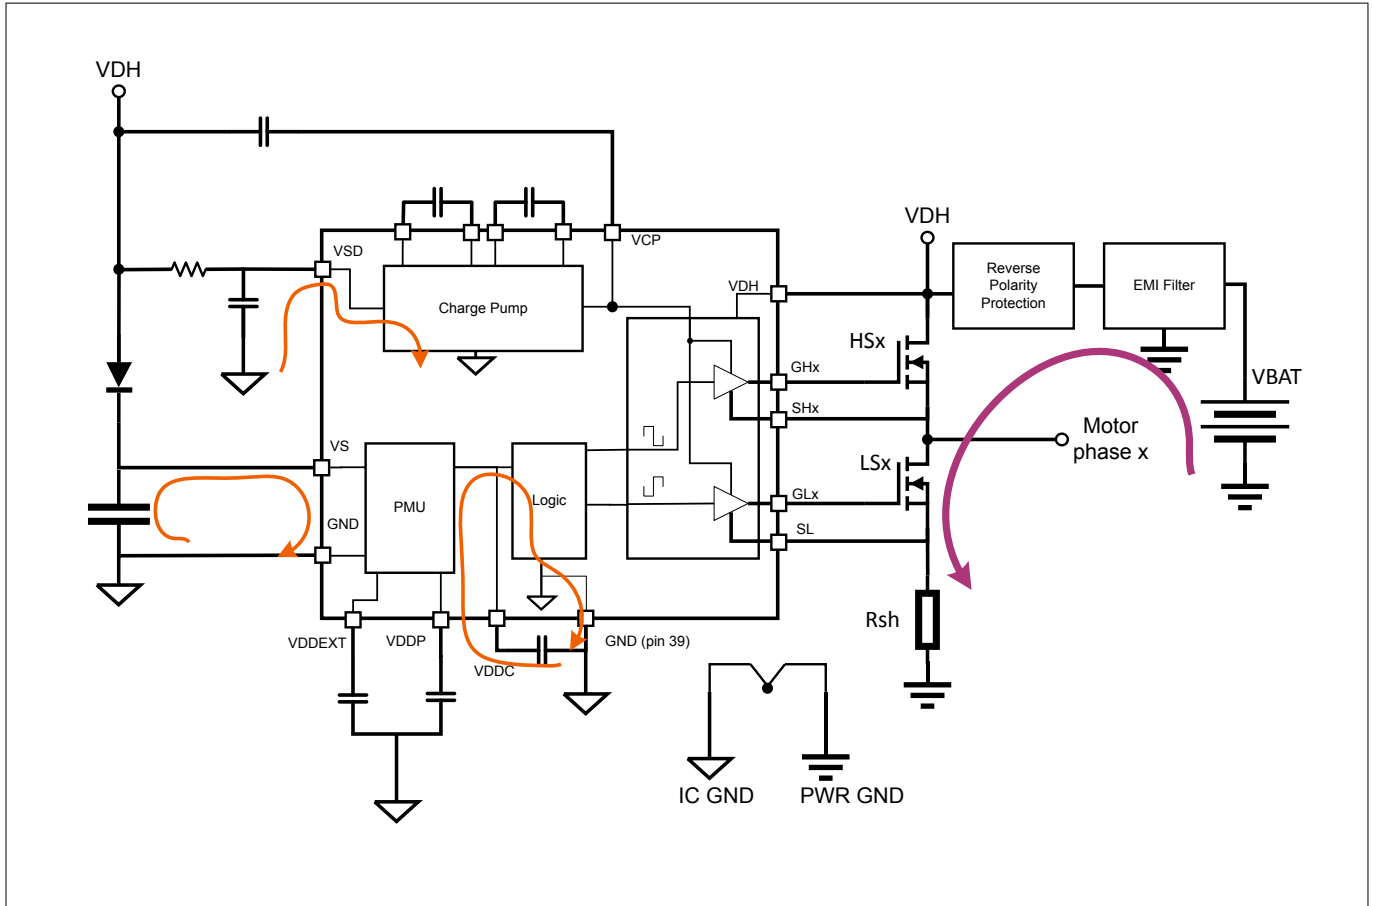 VDH
VSD
VCP
Charge Pump
VDH
VDH
Reverse
Polarity
Protection
EMI Filter
HSx
GHx
SHx
VBAT
Motor
phase x
VS
PMU
Logic
LSx
GLx
GND
SL
VDDEXT
VDDP
VDDC
GND (pin 39)
Rsh
IC GND
PWR GND